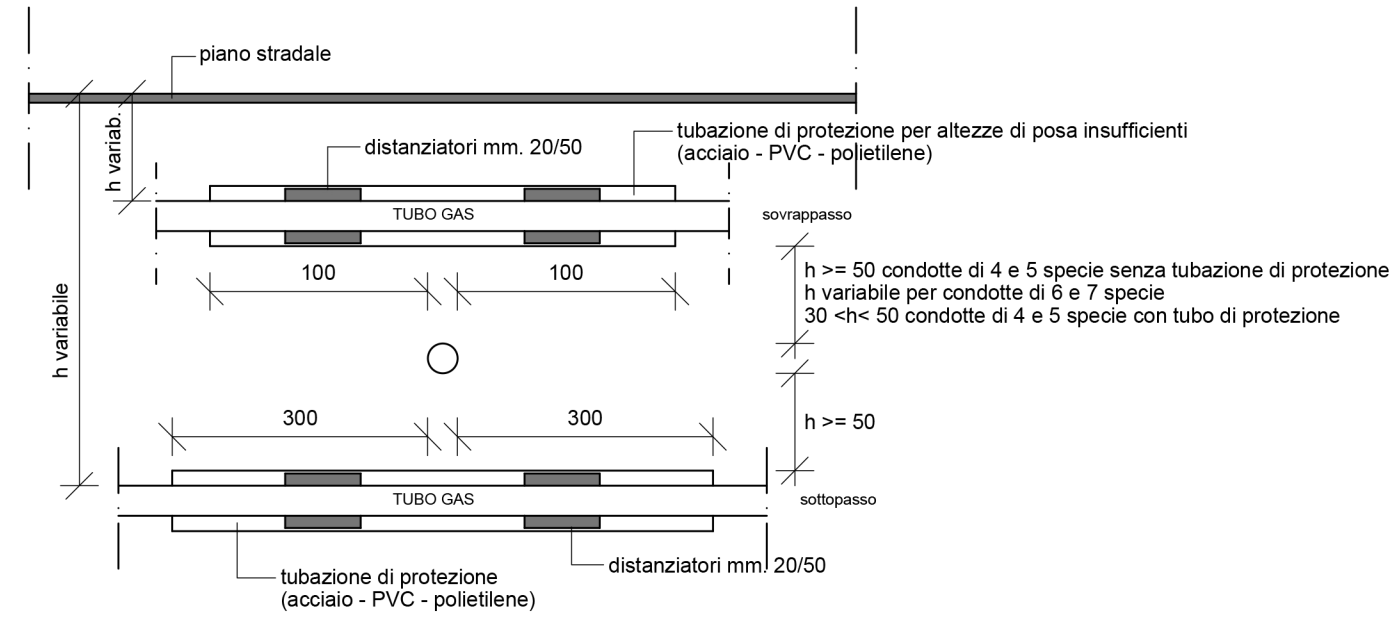 piano stradale
h variab.
distanziatori mm. 20/50
tubazione di protezione per altezze di posa insufficienti
(acciaio - PVC - polietilene)
TUBO GAS
sovrappasso
100
100
h >= 50 condotte di 4 e 5 specie senza tubazione di protezione
h variabile per condotte di 6 e 7 specie
30 <h< 50 condotte di 4 e 5 specie con tubo di protezione
h variabile
300
300
h >= 50
TUBO GAS
sottopasso
distanziatori mm. 20/50
tubazione di protezione
(acciaio - PVC - polietilene)